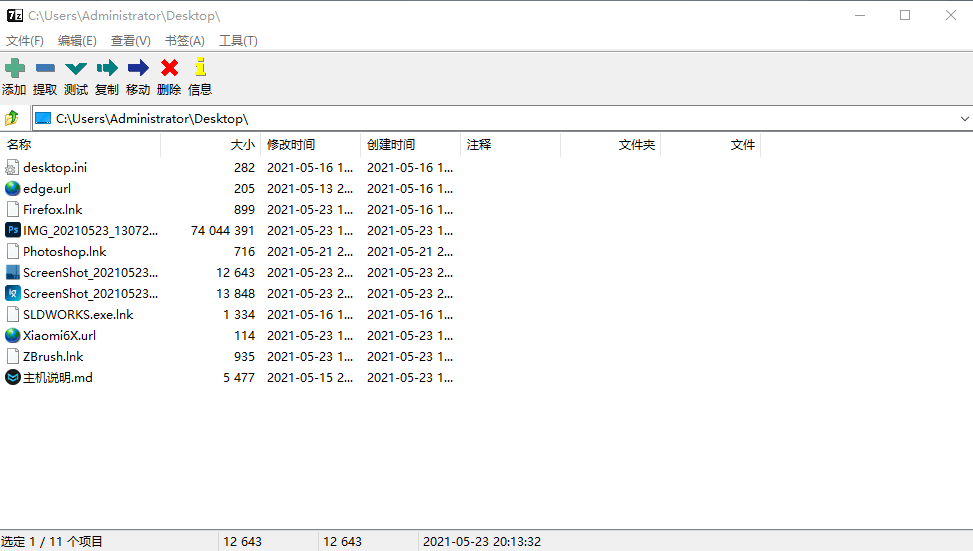 7z C:\Users\Administrator\Desktop\
文件(F) 编辑(E) 查看(V) 书签(A) 工具(T)
添加 提取 测试 复制 移动 删除 信息
C:\Users\Administrator\Desktop\
名称 大小 修改时间 创建时间 注释 文件夹 文件
desktop.ini 282 2021-05-16 1... 2021-05-16 1...
edge.url 205 2021-05-13 2... 2021-05-23 1...
Firefox.lnk 899 2021-05-23 1... 2021-05-16 1...
Ps IMG_20210523_13072... 74 044 391 2021-05-23 1... 2021-05-23 1...
Photoshop.lnk 716 2021-05-21 2... 2021-05-21 2...
ScreenShot_20210523... 12 643 2021-05-23 2... 2021-05-23 2...
ScreenShot_20210523... 13 848 2021-05-23 2... 2021-05-23 2...
SLDWORKS.exe.lnk 1 334 2021-05-16 1... 2021-05-16 1...
Xiaomi6X.url 114 2021-05-23 1... 2021-05-23 1...
ZBrush.lnk 935 2021-05-23 1... 2021-05-23 1...
主机说明.md 5 477 2021-05-15 2... 2021-05-23 1...
选定 1 / 11 个项目 12 643 12 643 2021-05-23 20:13:32